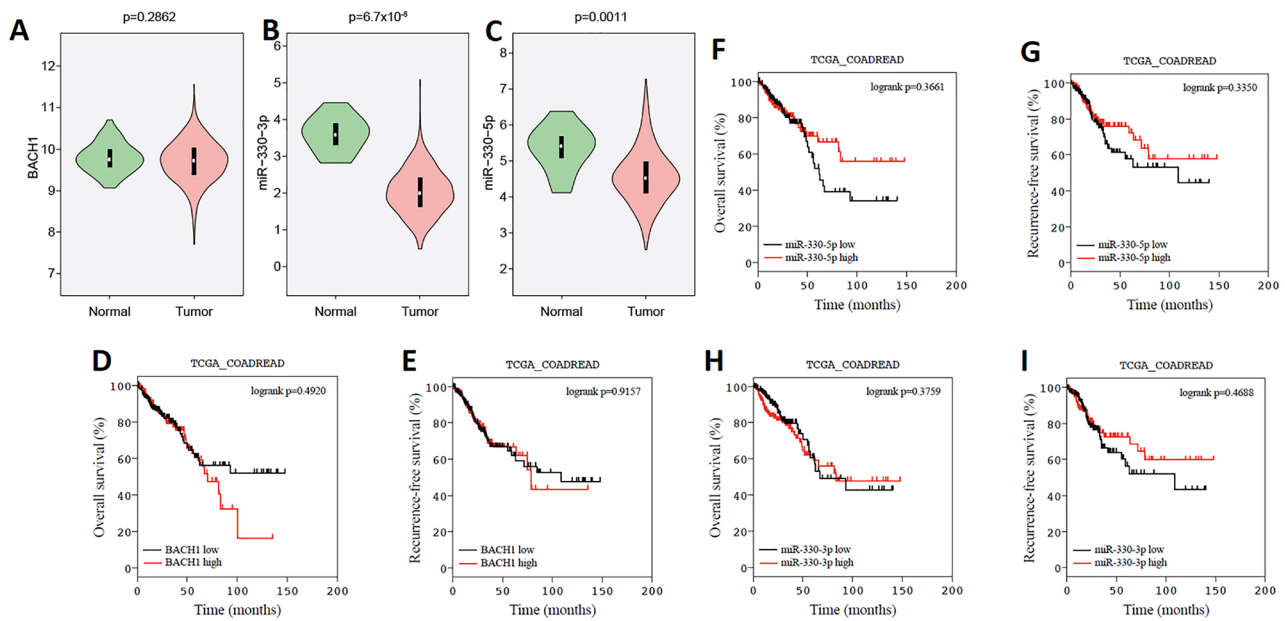 A
p=0.2862
BACH1
12
11
10
9
8
7
Normal
Tumor
B
p=6.7x10⁻⁸
miR−330−3p
6
5
4
3
2
1
0
Normal
Tumor
C
p=0.0011
miR−330−5p
8
7
6
5
4
3
2
Normal
Tumor
F
TCGA_COADREAD
logrank p=0.3661
Overall survival (%)
100
80
60
40
20
0
miR-330-5p low
miR-330-5p high
0 50 100 150 200
Time (months)
G
TCGA_COADREAD
logrank p=0.3350
Recurrence-free survival (%)
100
80
60
40
20
0
miR-330-5p low
miR-330-5p high
0 50 100 150 200
Time (months)
D
TCGA_COADREAD
logrank p=0.4920
Overall survival (%)
100
80
60
40
20
0
BACH1 low
BACH1 high
0 50 100 150 200
Time (months)
E
TCGA_COADREAD
logrank p=0.9157
Recurrence-free survival (%)
100
80
60
40
20
0
BACH1 low
BACH1 high
0 50 100 150 200
Time (months)
H
TCGA_COADREAD
logrank p=0.3759
Overall survival (%)
100
80
60
40
20
0
miR-330-3p low
miR-330-3p high
0 50 100 150 200
Time (months)
I
TCGA_COADREAD
logrank p=0.4688
Recurrence-free survival (%)
100
80
60
40
20
0
miR-330-3p low
miR-330-3p high
0 50 100 150 200
Time (months)